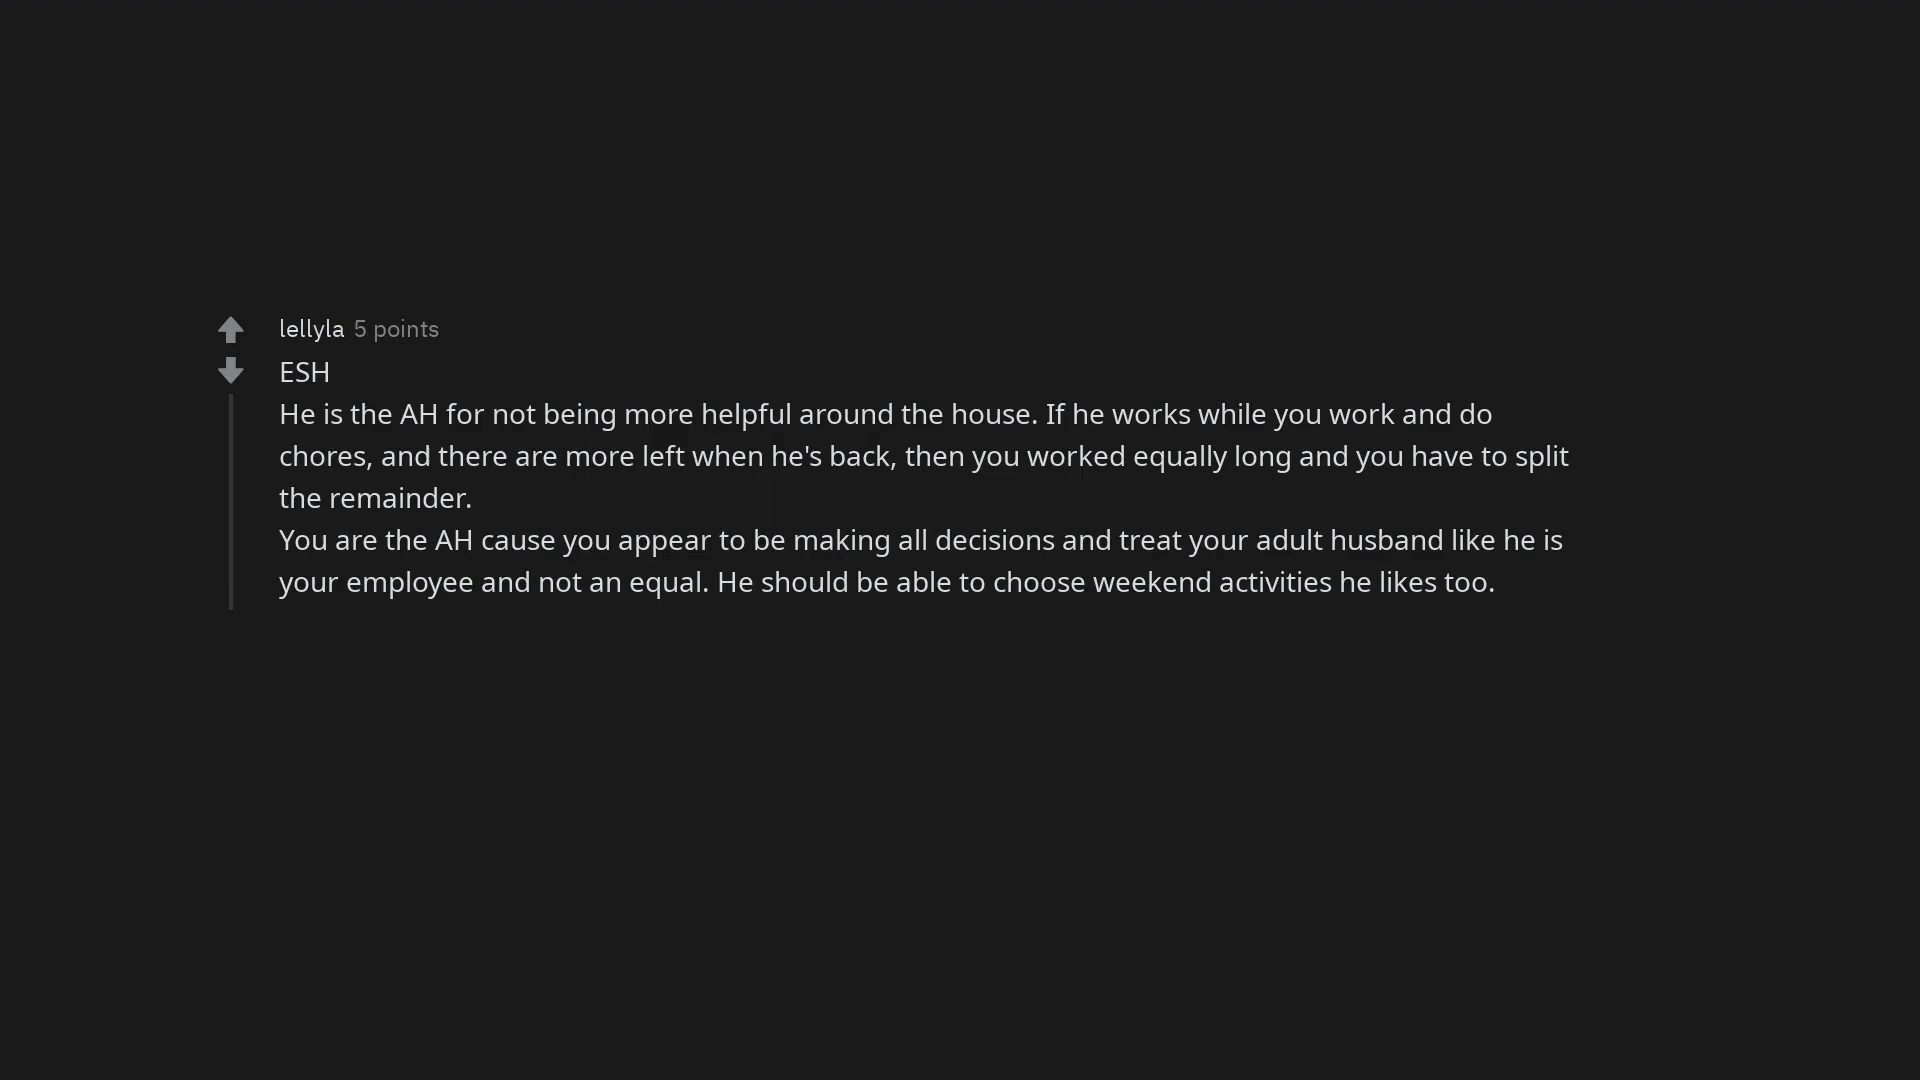 lellyla 5 points
ESH
He is the AH for not being more helpful around the house. If he works while you work and do
chores, and there are more left when he's back, then you worked equally long and you have to split
the remainder.
You are the AH cause you appear to be making all decisions and treat your adult husband like he is
your employee and not an equal. He should be able to choose weekend activities he likes too.